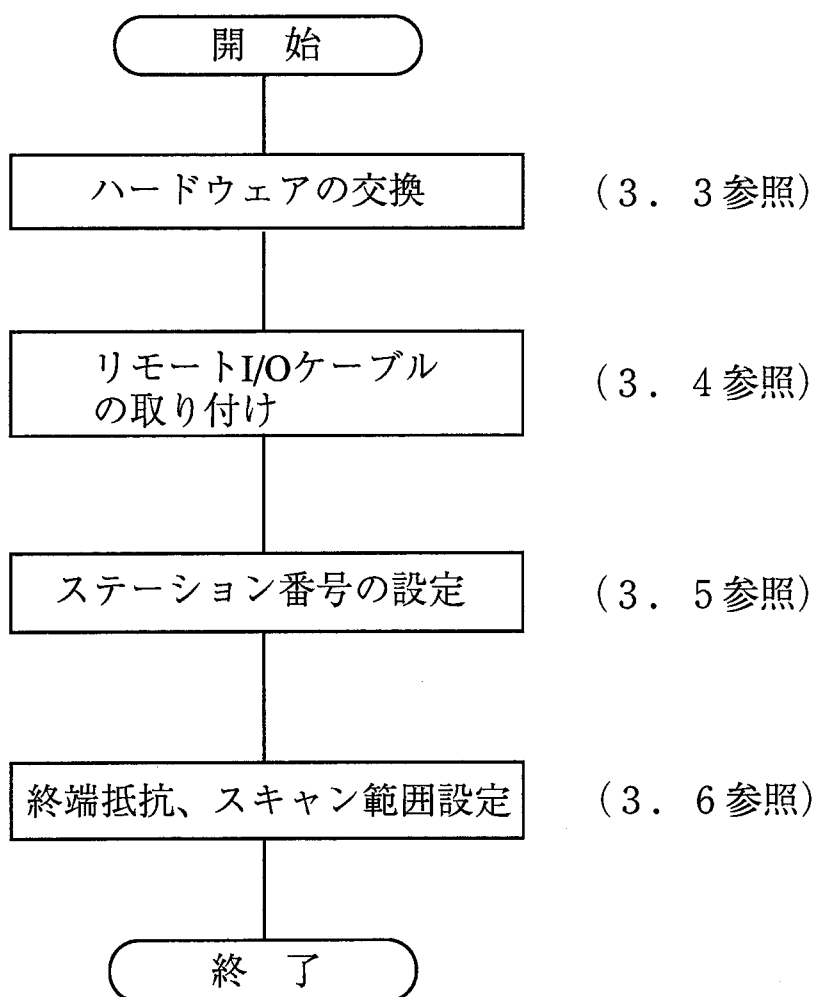 開 始
ハードウェアの交換 (3. 3参照)
リモートI/Oケーブル
の取り付け (3. 4参照)
ステーション番号の設定 (3. 5参照)
終端抵抗、スキャン範囲設定 (3. 6参照)
終 了